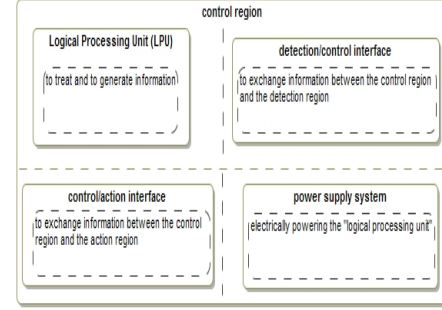 control region
Logical Processing Unit (LPU)
to treat and to generate information
detection/control interface
to exchange information between the control region
and the detection region
control/action interface
to exchange information between the control
region and the action region
power supply system
electrically powering the "logical processing unit"